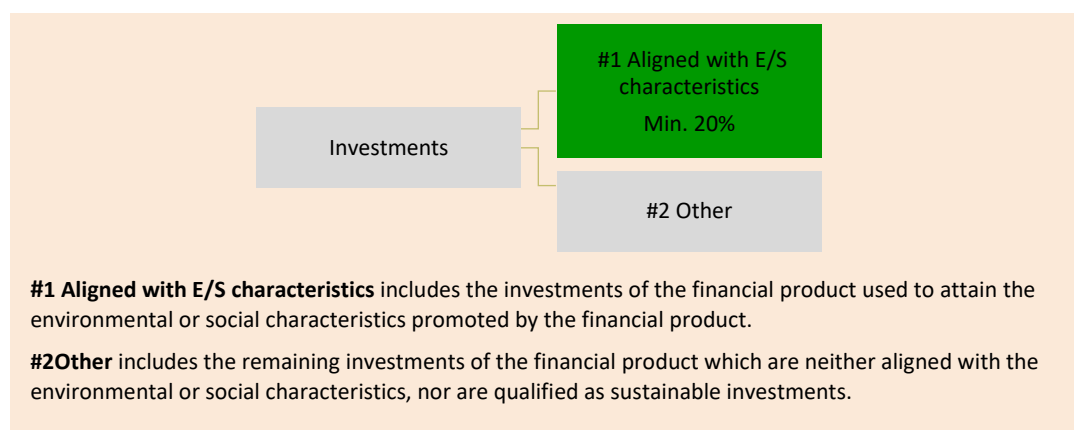 #1 Aligned with E/S
characteristics
Min. 20%
Investments
#2 Other
#1 Aligned with E/S characteristics includes the investments of the financial product used to attain the
environmental or social characteristics promoted by the financial product.
#2Other includes the remaining investments of the financial product which are neither aligned with the
environmental or social characteristics, nor are qualified as sustainable investments.